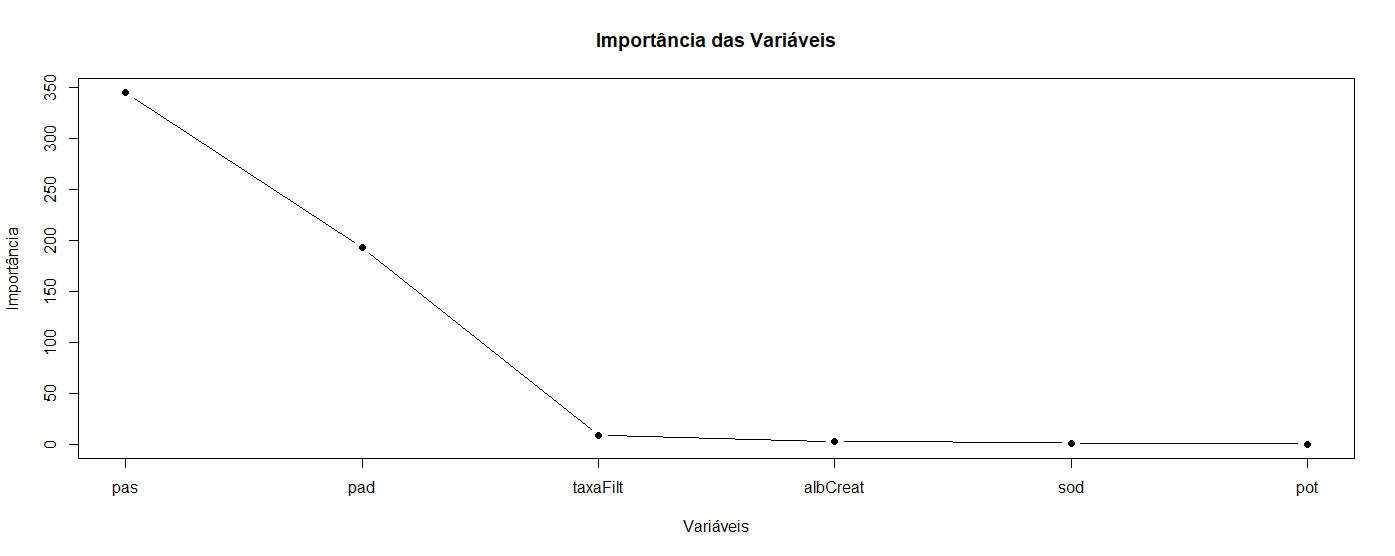 Importância das Variáveis
Importância
350
300
250
200
150
100
50
0
pas pad taxaFilt albCreat sod pot
Variáveis